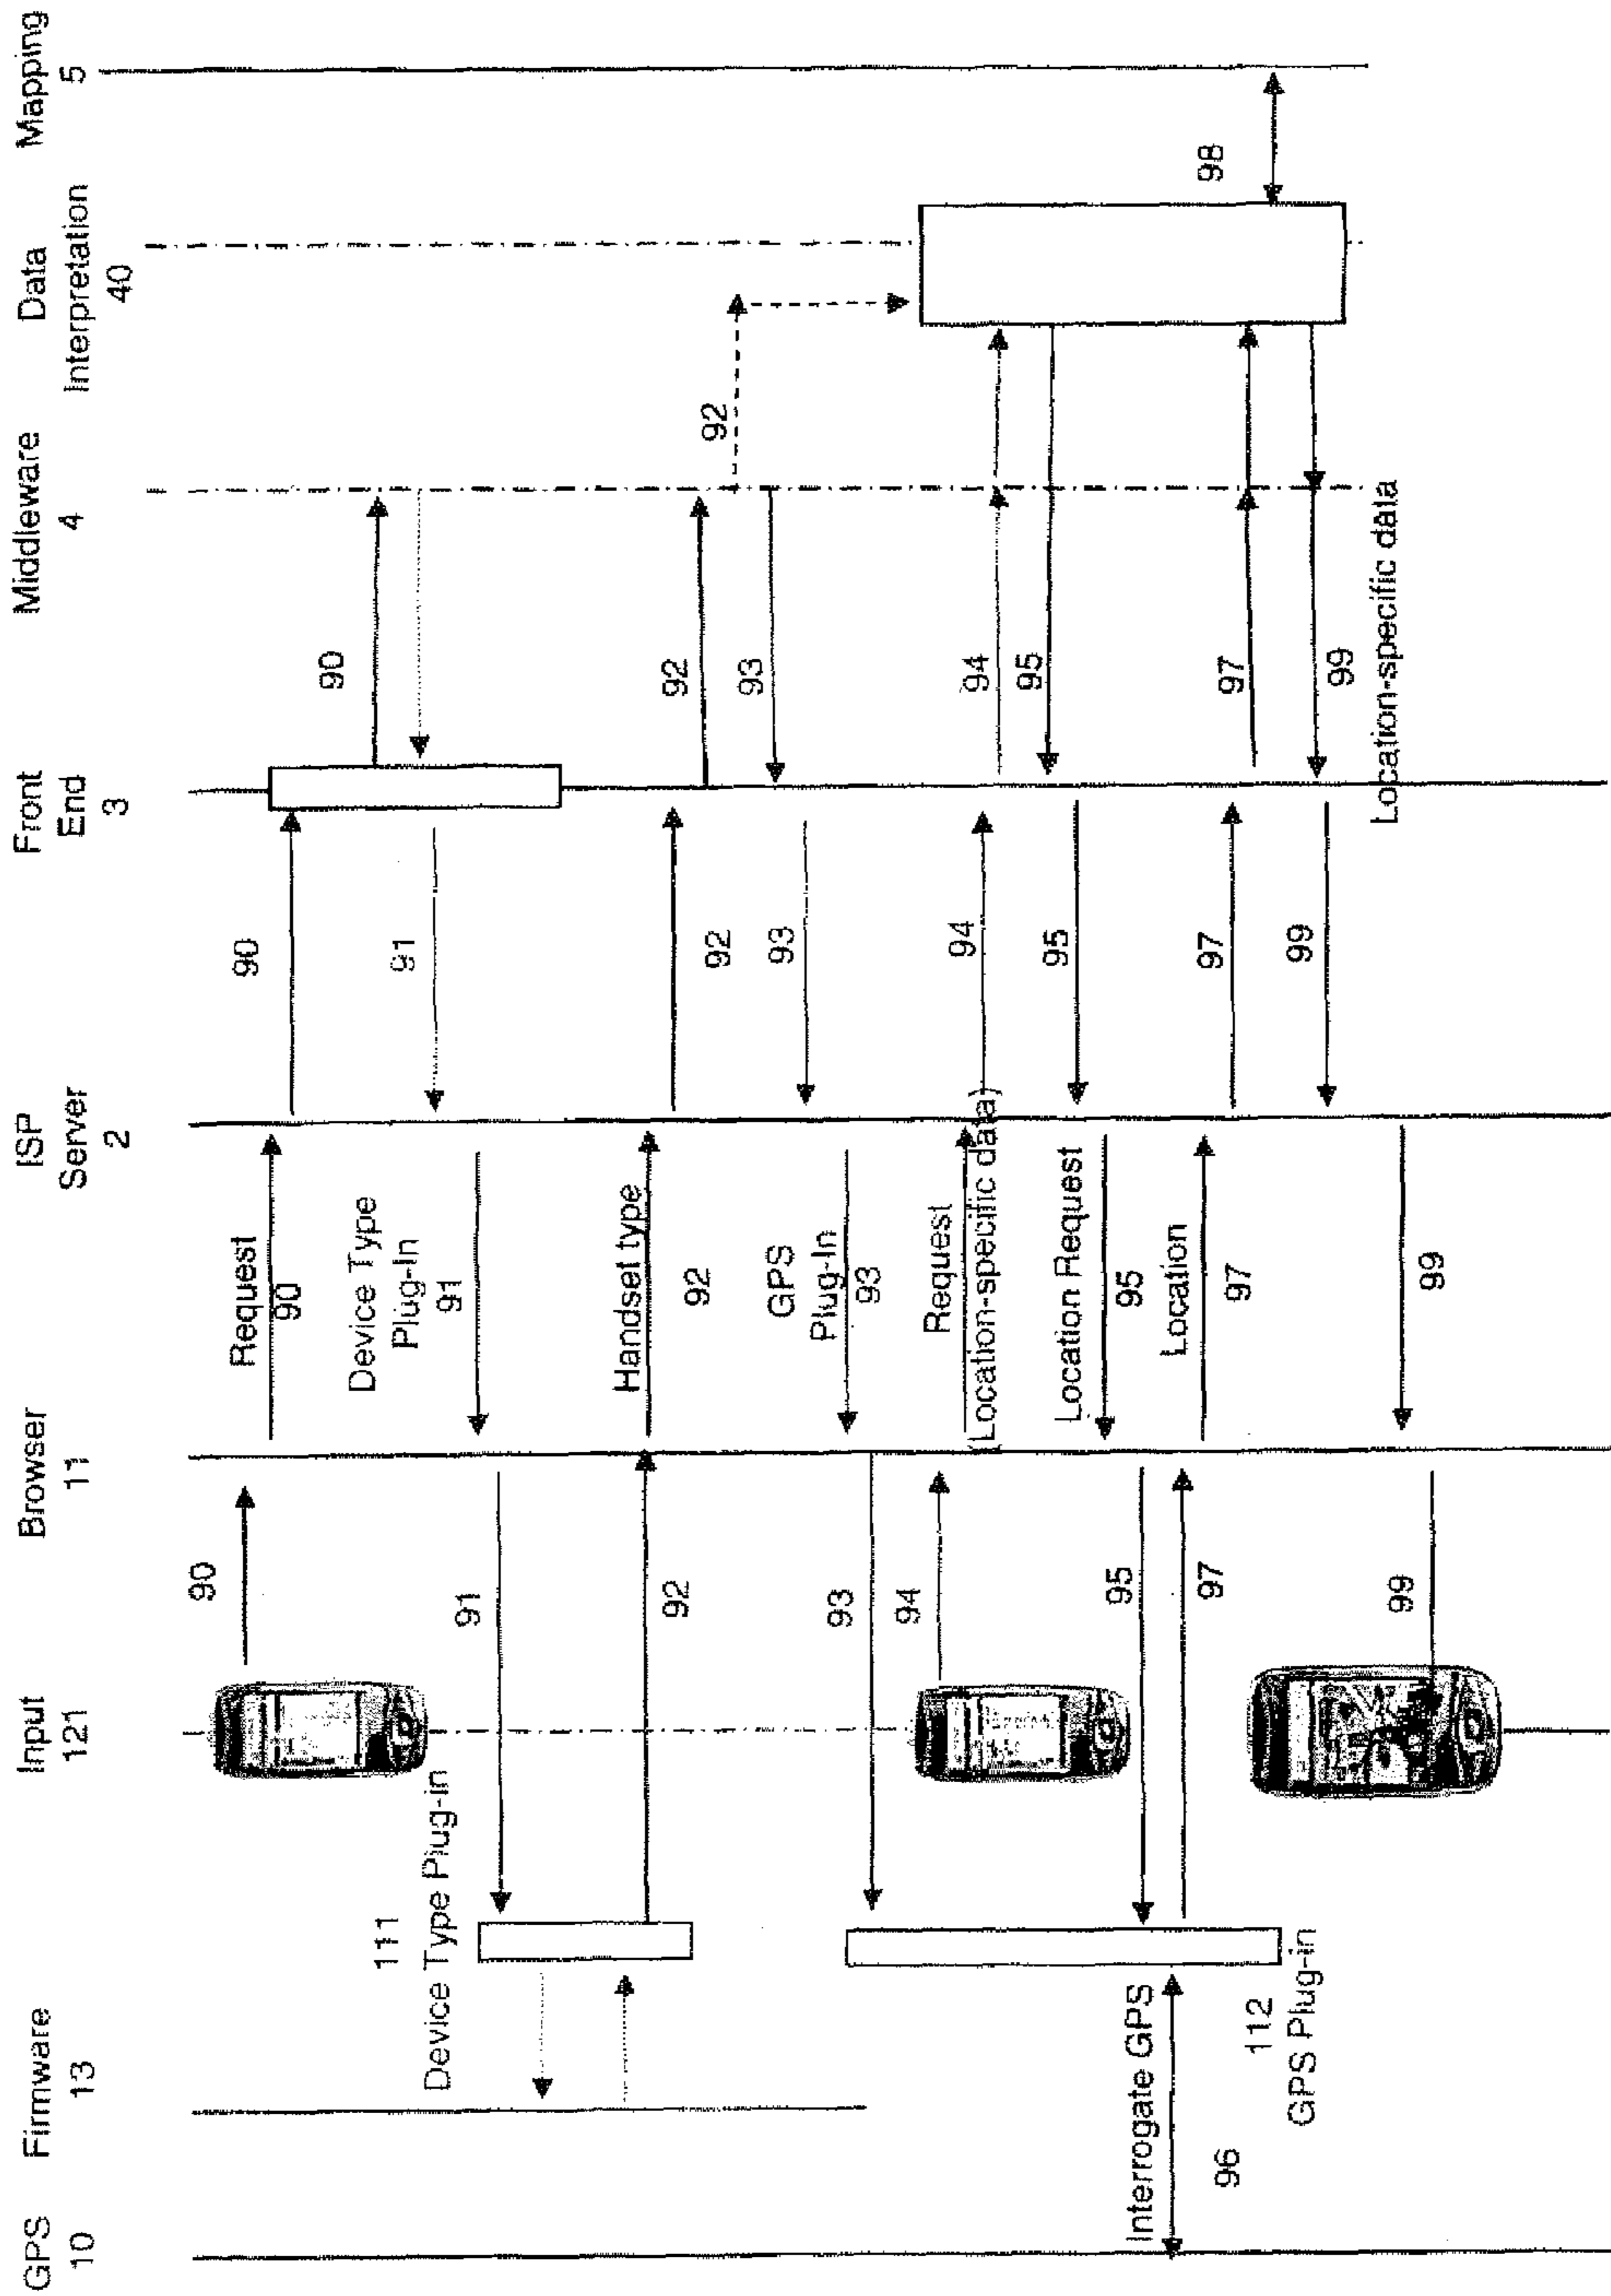 GPS
10
Firmware
13
Input
121
Browser
11
ISP
Server
2
Front
End
3
Middleware
4
Data
Interpretation
40
Mapping
5
90
Request
90
90
90
111
Device Type Plug-in
91
Device Type
Plug-In
91
91
92
Handset type
92
92
92
92
93
GPS
Plug-In
93
93
93
94
Request
(Location-specific data)
94
94
Interrogate GPS
96
95
Location Request
95
95
95
112
GPS Plug-in
97
Location
97
97
97
98
99
99
99
99
Location-specific data